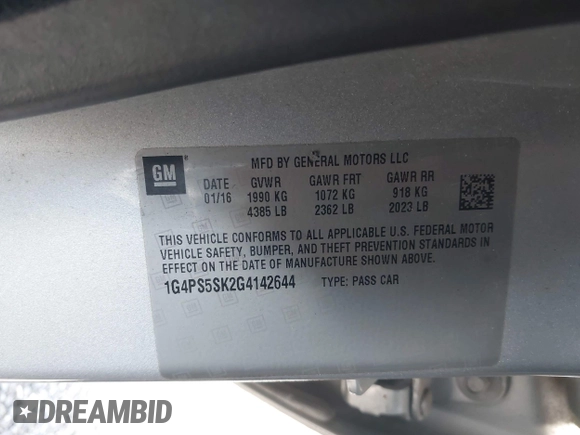 MFD BY GENERAL MOTORS LLC
GM ®
DATE GVWR GAWR FRT GAWR RR
01/16 1990 KG 1072 KG 918 KG
4385 LB 2362 LB 2023 LB
THIS VEHICLE CONFORMS TO ALL APPLICABLE U.S. FEDERAL MOTOR
VEHICLE SAFETY, BUMPER, AND THEFT PREVENTION STANDARDS IN
EFFECT ON THE DATE OF MANUFACTURE SHOWN ABOVE.
1G4PS5SK2G4142644 TYPE: PASS CAR
DREAMBID